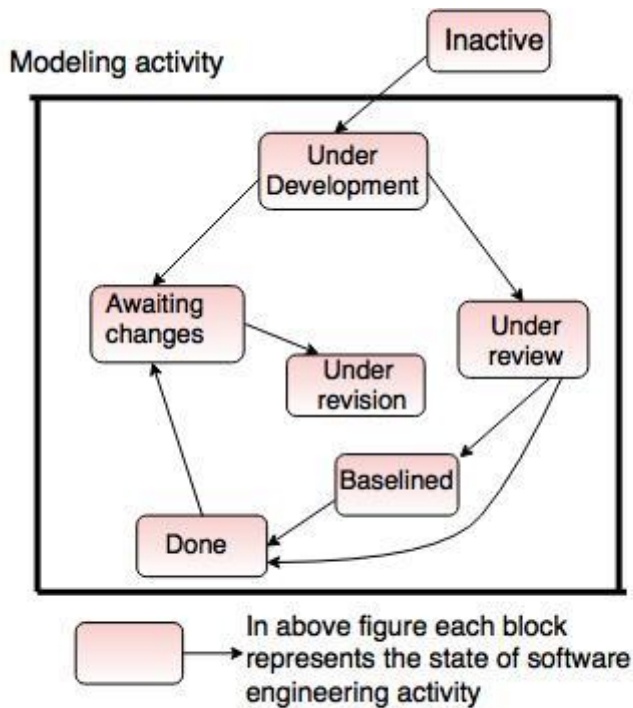 Inactive
Modeling activity
Under
Development
Awaiting
changes
Under
review
Under
revision
Baselined
Done
In above figure each block
represents the state of software
engineering activity